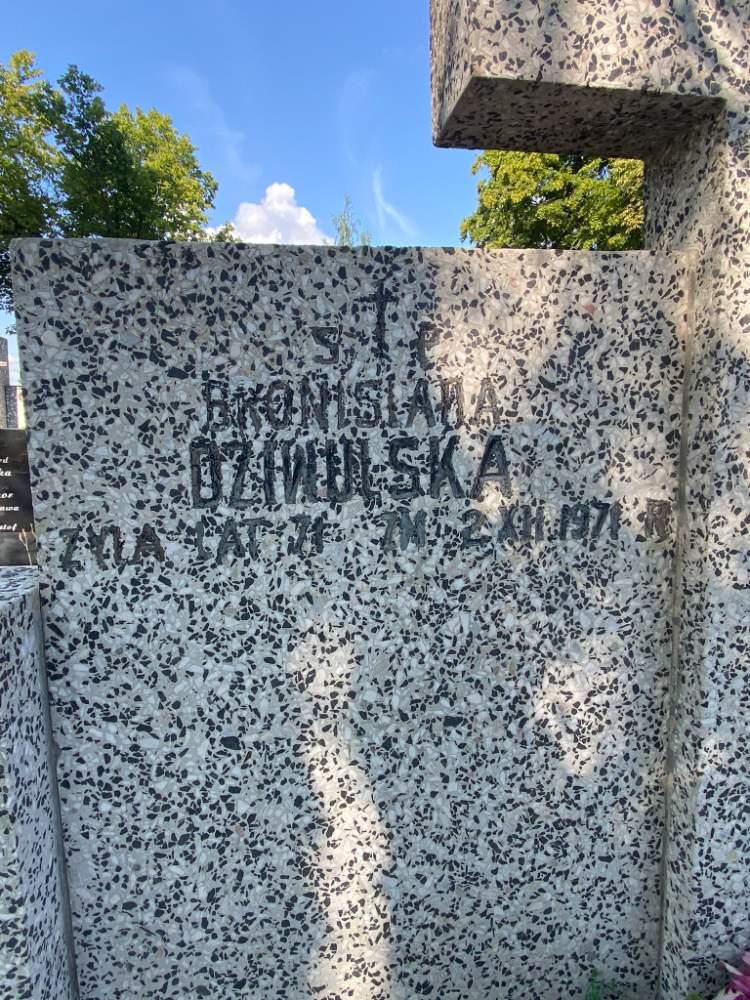 S P
BRONISŁAWA
DZIWULSKA
ŻYŁA LAT 71 ZM 2 XII 1971 R